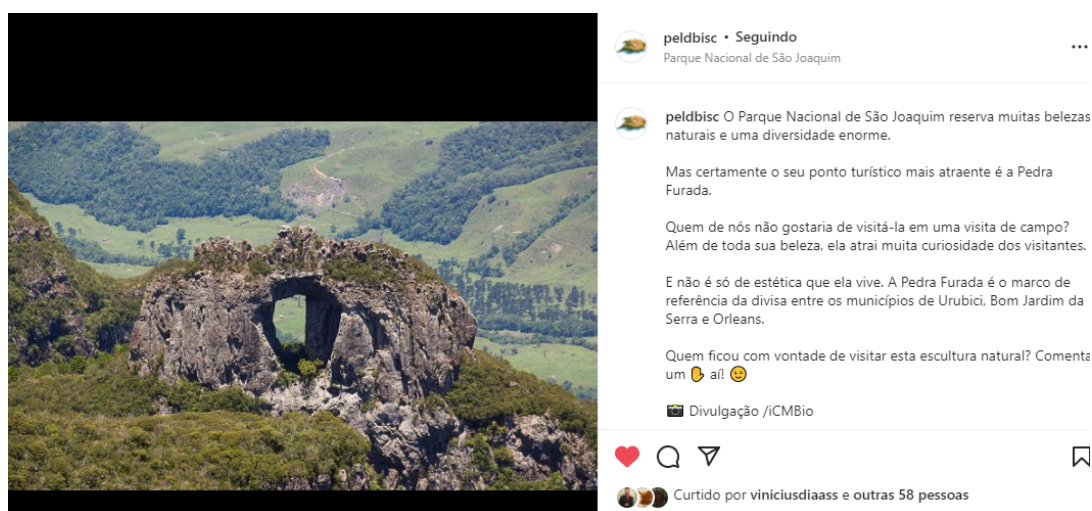 peldbisc • Seguindo
Parque Nacional de São Joaquim
peldbisc O Parque Nacional de São Joaquim reserva muitas belezas
naturais e uma diversidade enorme.
Mas certamente o seu ponto turístico mais atraente é a Pedra
Furada.
Quem de nós não gostaria de visitá-la em uma visita de campo?
Além de toda sua beleza, ela atrai muita curiosidade dos visitantes.
E não é só de estética que ela vive. A Pedra Furada é o marco de
referência da divisa entre os municípios de Urubici, Bom Jardim da
Serra e Orleans.
Quem ficou com vontade de visitar esta escultura natural? Comenta
um ✋ aí! 😉
📸 Divulgação /iCMBio
Curtido por viniciusdiaass e outras 58 pessoas